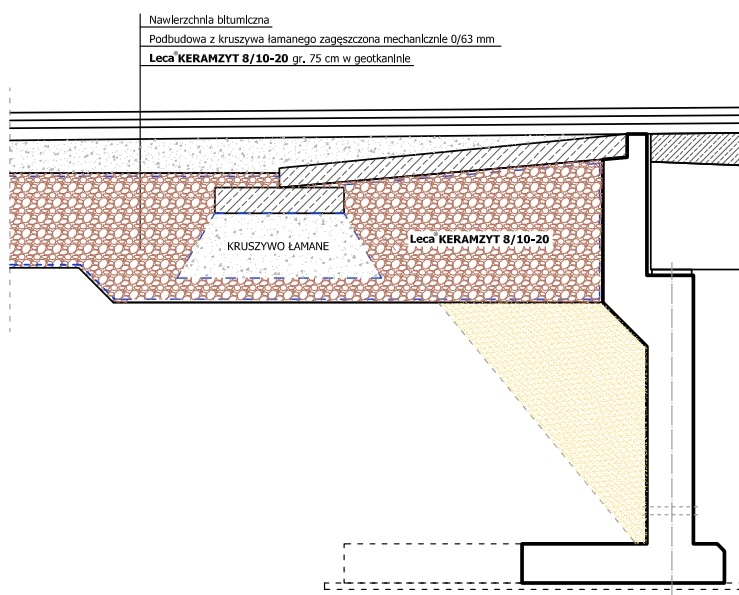 Nawierzchnia bitumiczna
Podbudowa z kruszywa łamanego zagęszczona mechanicznie 0/63 mm
Leca® KERAMZYT 8/10-20 gr. 75 cm w geotkaninie
KRUSZYWO ŁAMANE
Leca® KERAMZYT 8/10-20